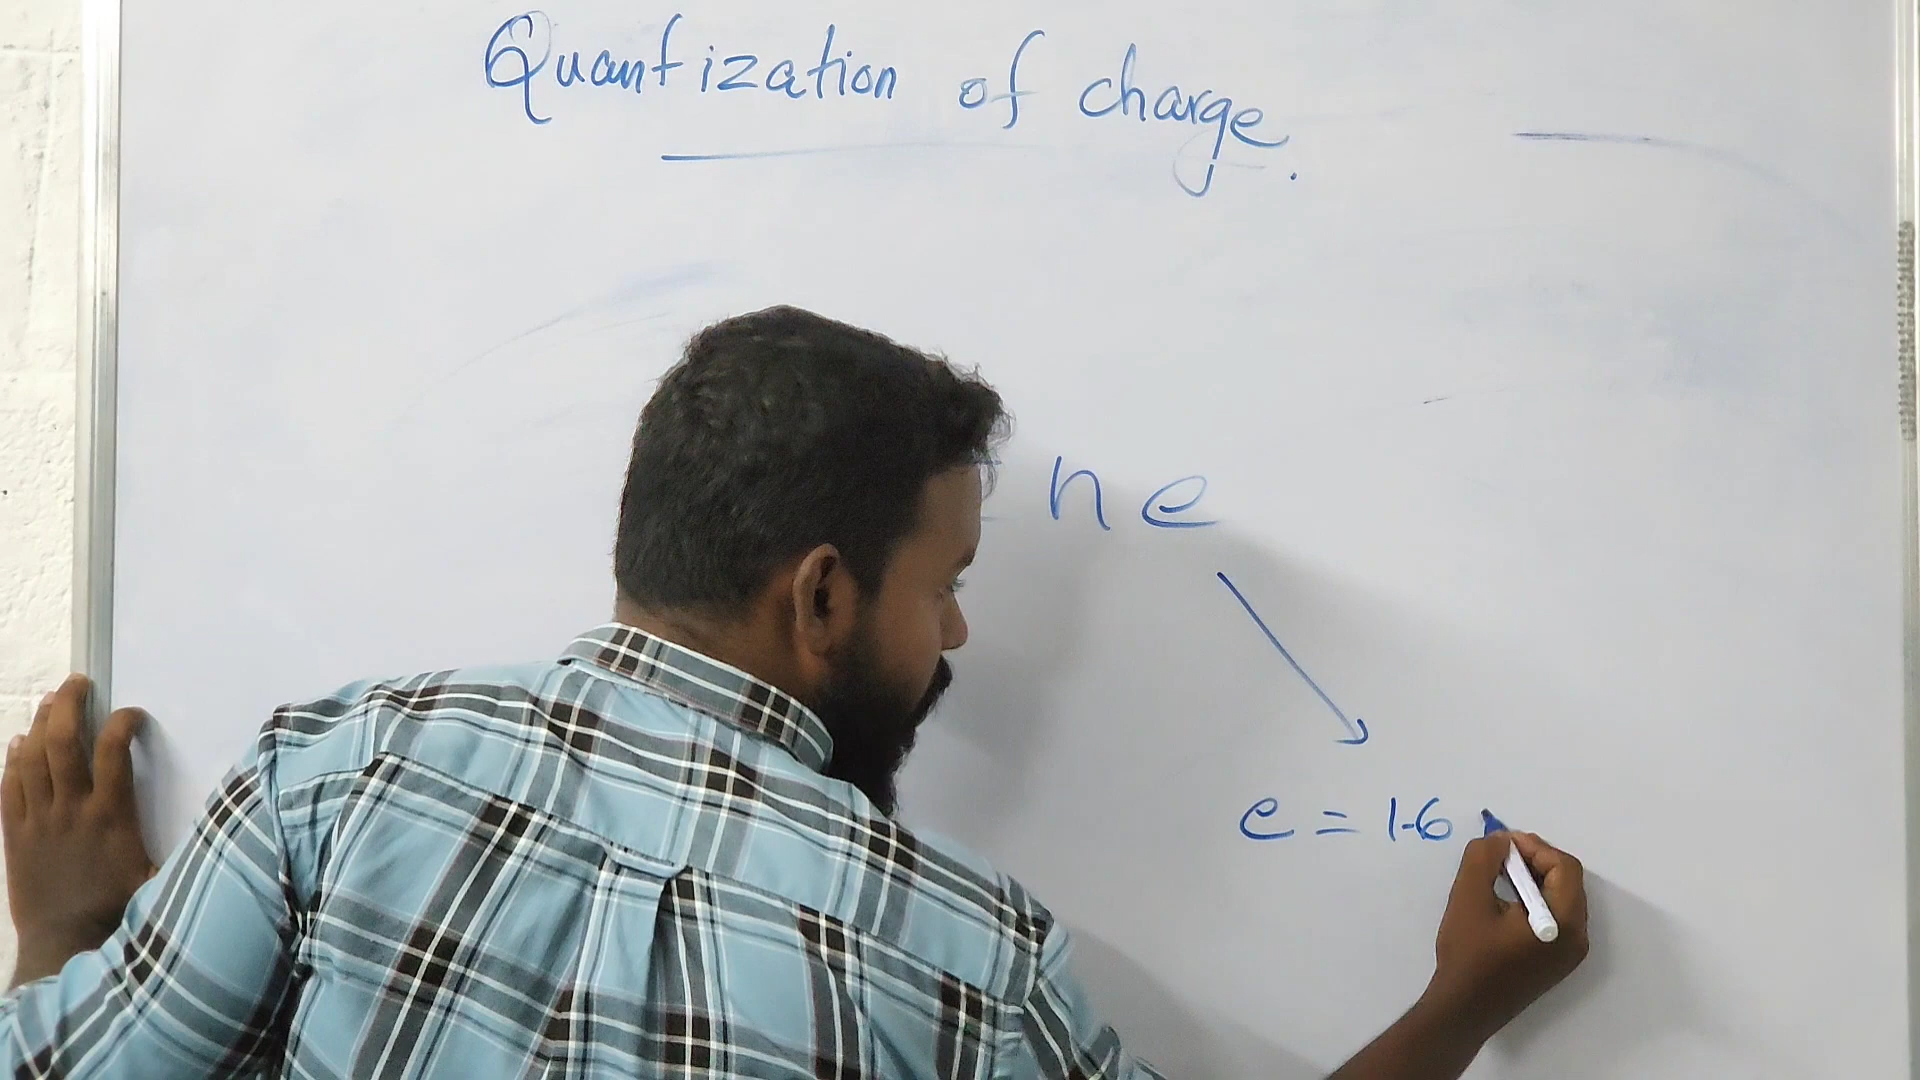 Quantization of charge.
= ne
e = 1.6